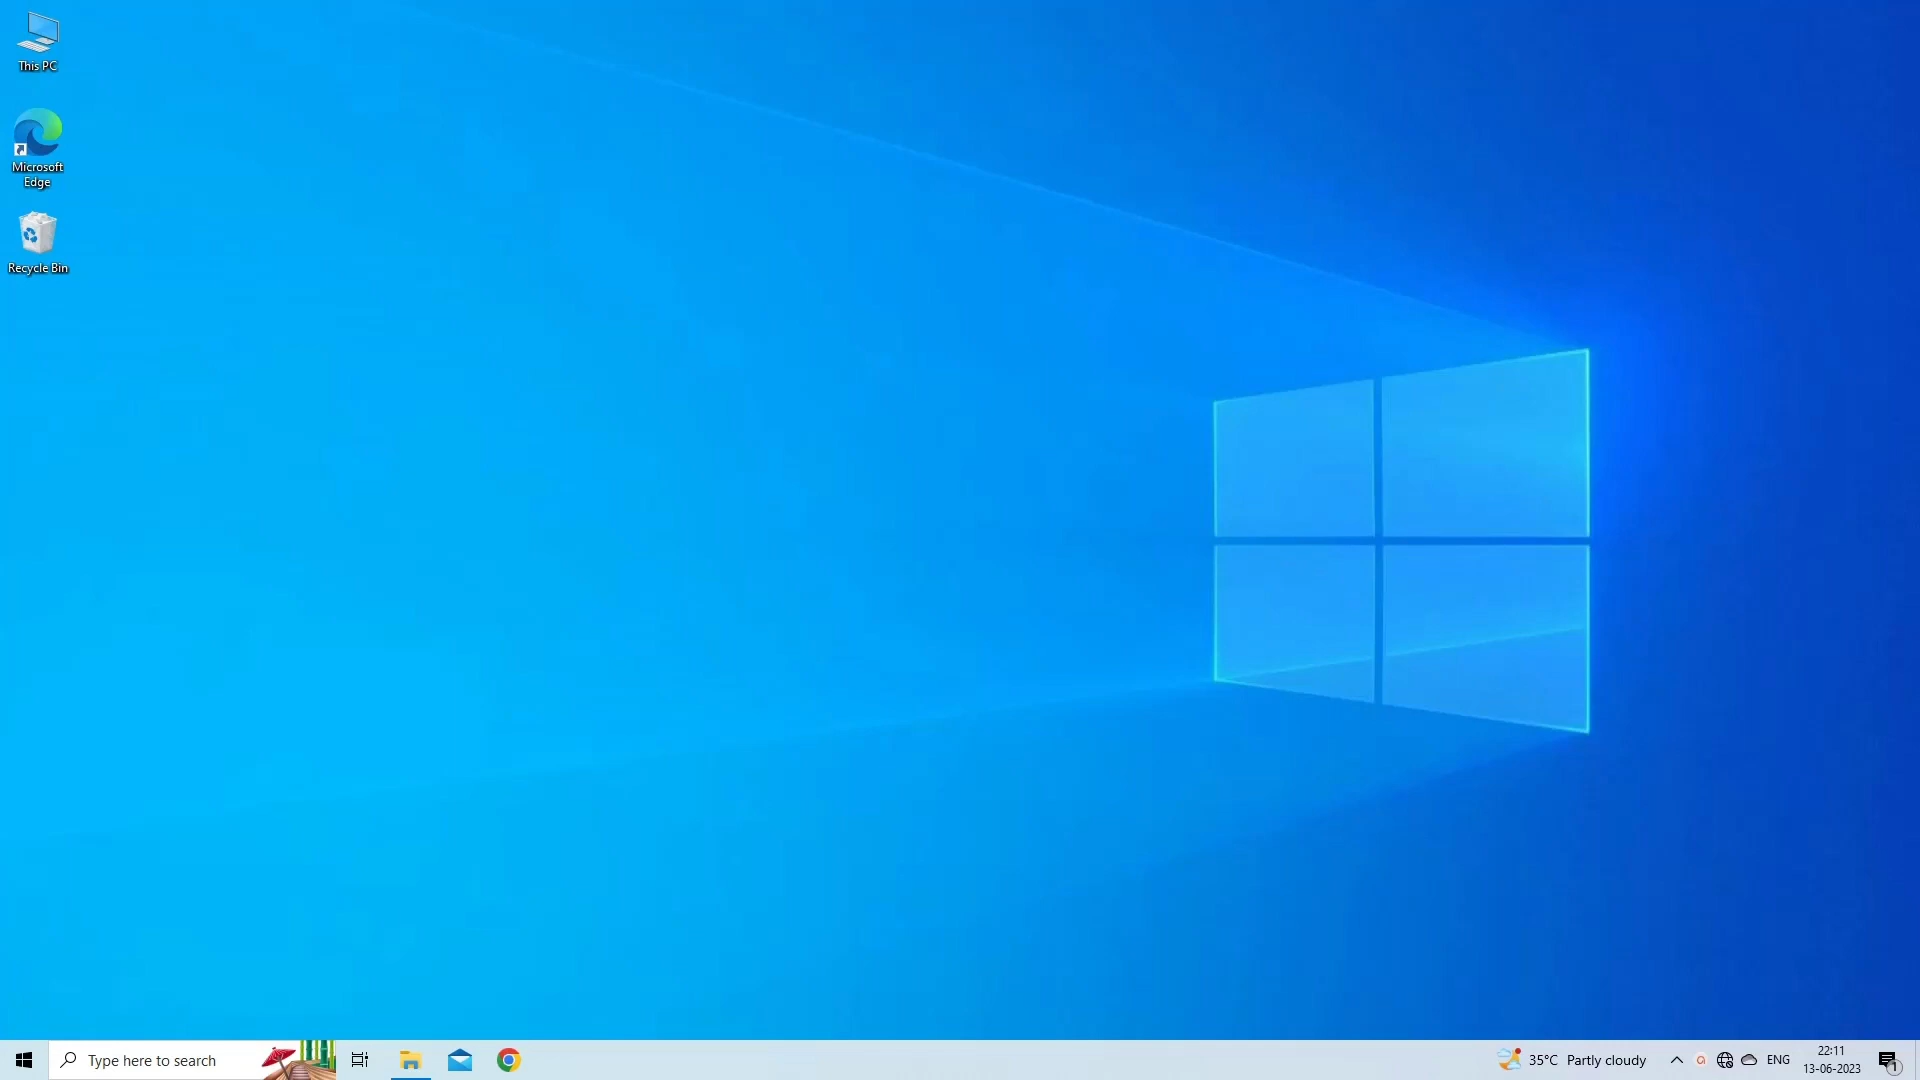 This PC
Microsoft
Edge
Recycle Bin
Type here to search
35°C Partly cloudy
ENG
22:11
13-06-2023
1